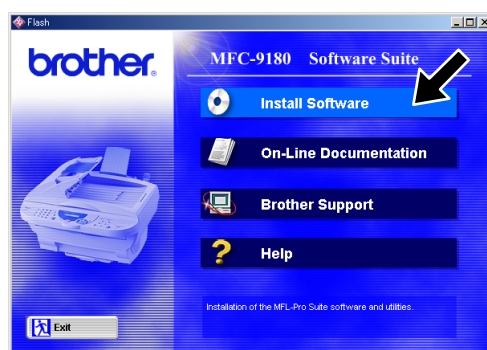 Flash
brother.
MFC-9180 Software Suite
Install Software
On-Line Documentation
Brother Support
? Help
Installation of the MFL-Pro Suite software and utilities.
Exit